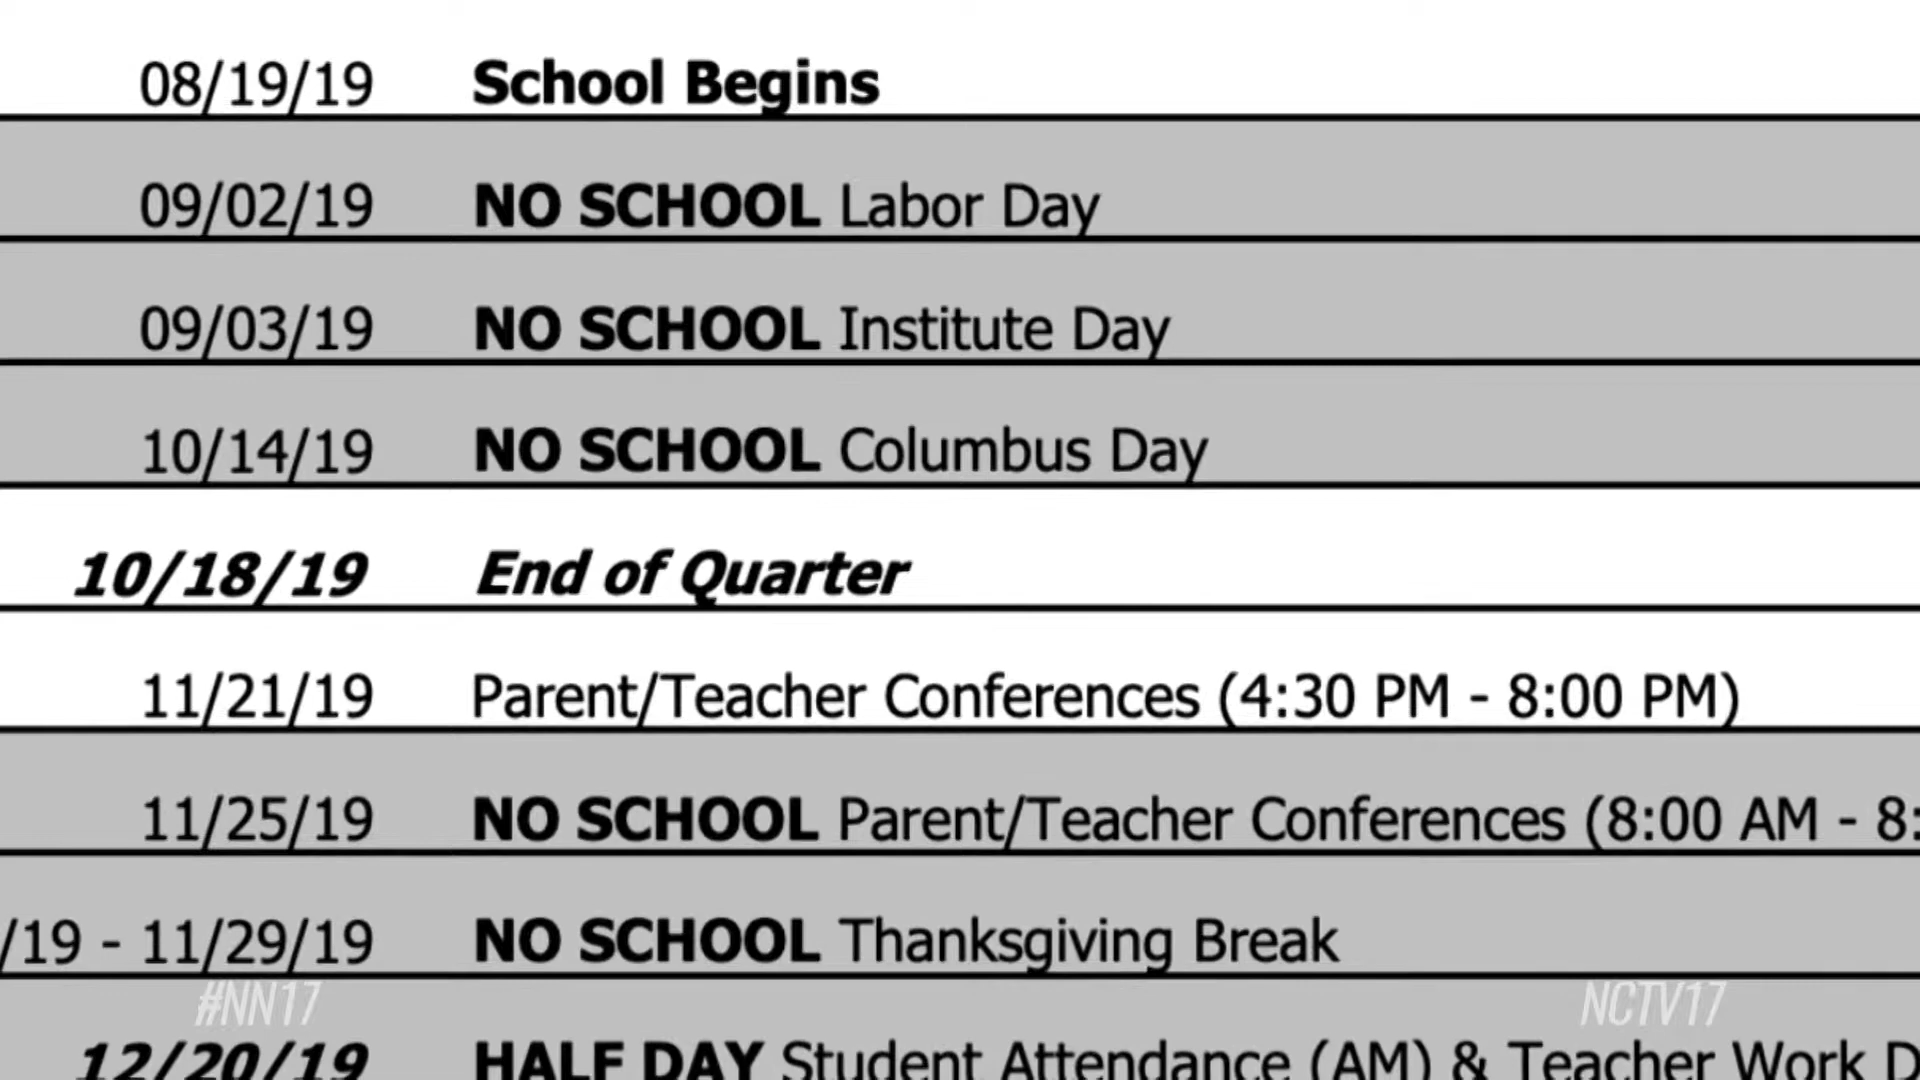 08/19/19 School Begins
09/02/19 NO SCHOOL Labor Day
09/03/19 NO SCHOOL Institute Day
10/14/19 NO SCHOOL Columbus Day
10/18/19 End of Quarter
11/21/19 Parent/Teacher Conferences (4:30 PM - 8:00 PM)
11/25/19 NO SCHOOL Parent/Teacher Conferences (8:00 AM - 8:
/19 - 11/29/19 NO SCHOOL Thanksgiving Break
#NN17 NCTV17
12/20/19 HALF DAY Student Attendance (AM) & Teacher Work D